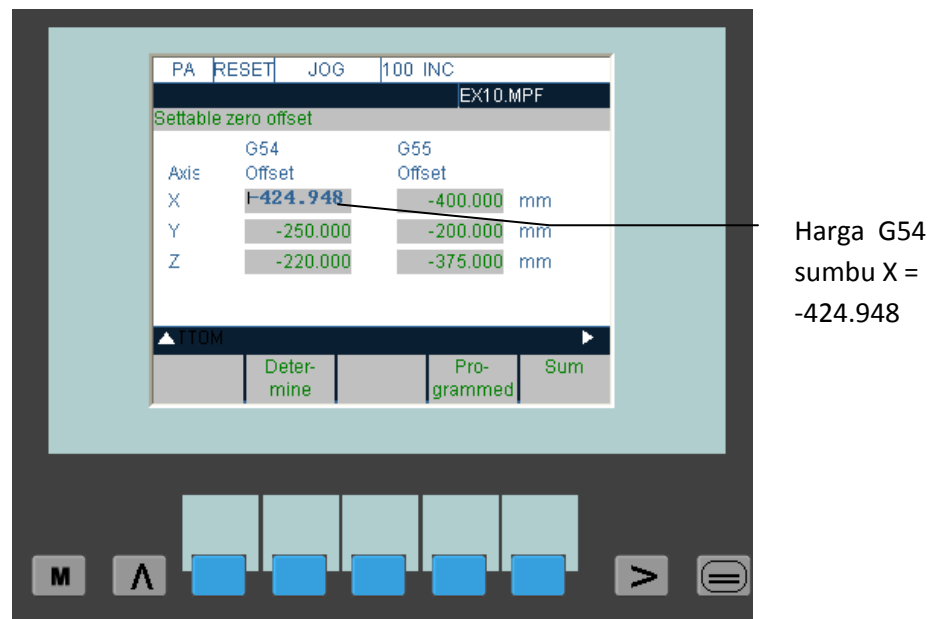 PA RESET JOG 100 INC
EX10.MPF
Settable zero offset
G54 G55
Axis Offset Offset
X -424.948 -400.000 mm
Y -250.000 -200.000 mm
Z -220.000 -375.000 mm
TTOM
Deter- Pro- Sum
mine grammed
Harga G54
sumbu X =
-424.948
M Λ > =